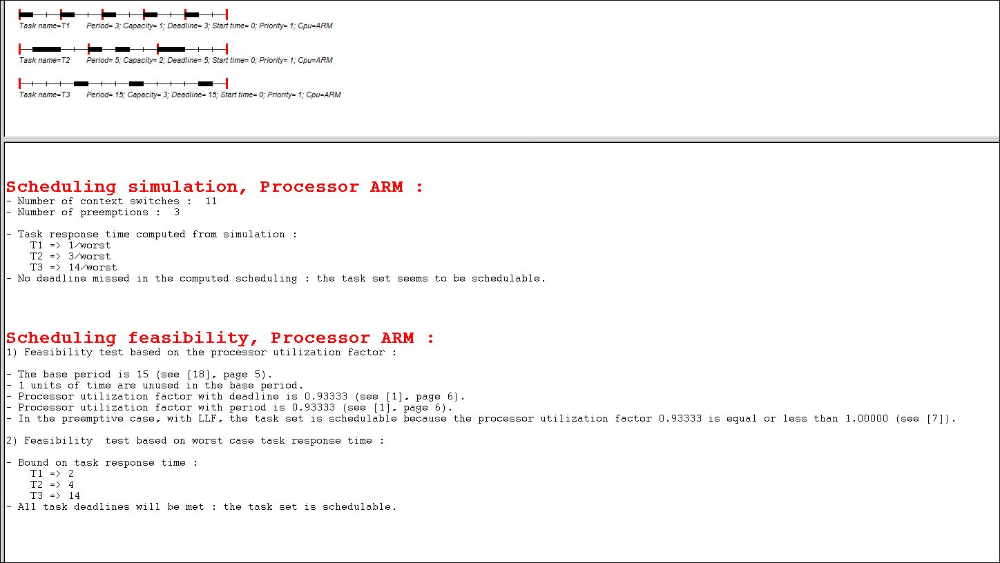 Task name=T1 Period= 3; Capacity= 1; Deadline= 3; Start time= 0; Priority= 1; Cpu=ARM
Task name=T2 Period= 5; Capacity= 2; Deadline= 5; Start time= 0; Priority= 1; Cpu=ARM
Task name=T3 Period= 15; Capacity= 3; Deadline= 15; Start time= 0; Priority= 1; Cpu=ARM
Scheduling simulation, Processor ARM :
- Number of context switches : 11
- Number of preemptions : 3
- Task response time computed from simulation :
T1 => 1/worst
T2 => 3/worst
T3 => 14/worst
- No deadline missed in the computed scheduling : the task set seems to be schedulable.
Scheduling feasibility, Processor ARM :
1) Feasibility test based on the processor utilization factor :
- The base period is 15 (see [18], page 5).
- 1 units of time are unused in the base period.
- Processor utilization factor with deadline is 0.93333 (see [1], page 6).
- Processor utilization factor with period is 0.93333 (see [1], page 6).
- In the preemptive case, with LLF, the task set is schedulable because the processor utilization factor 0.93333 is equal or less than 1.00000 (see [7]).
2) Feasibility test based on worst case task response time :
- Bound on task response time :
T1 => 2
T2 => 4
T3 => 14
- All task deadlines will be met : the task set is schedulable.